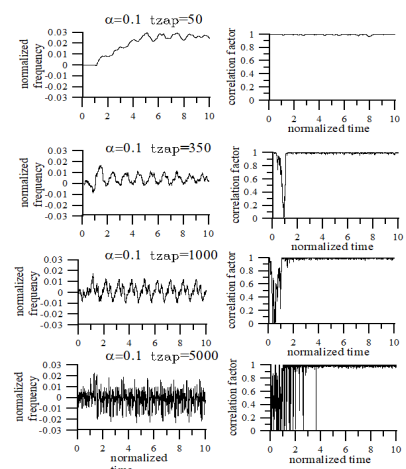 α=0.1 tzap=50
normalized
frequency
0.03
0.02
0.01
0
-0.01
-0.02
-0.03
0 2 4 6 8 10
correlation factor
1
0.8
0.6
0.4
0.2
0
0 2 4 6 8 10
normalized time
α=0.1 tzap=350
normalized
frequency
0.03
0.02
0.01
0
-0.01
-0.02
-0.03
0 2 4 6 8 10
correlation factor
1
0.8
0.6
0.4
0.2
0
0 2 4 6 8 10
normalized time
α=0.1 tzap=1000
normalized
frequency
0.03
0.02
0.01
0
-0.01
-0.02
-0.03
0 2 4 6 8 10
correlation factor
1
0.8
0.6
0.4
0.2
0
0 2 4 6 8 10
normalized time
α=0.1 tzap=5000
normalized
frequency
0.03
0.02
0.01
0
-0.01
-0.02
-0.03
0 2 4 6 8 10
normalized
time
correlation factor
1
0.8
0.6
0.4
0.2
0
0 2 4 6 8 10
normalized time